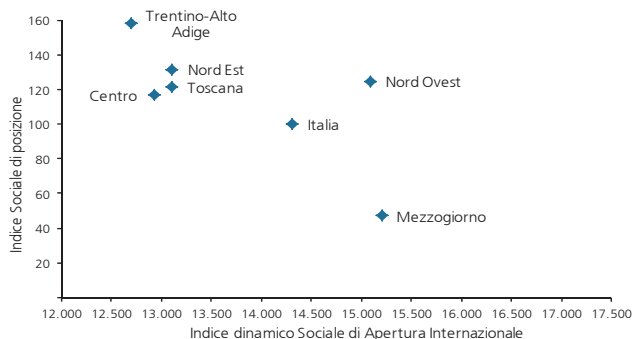 Indice Sociale di posizione
160
140
120
100
80
60
40
20
Trentino-Alto
Adige
Nord Est
Toscana
Centro
Nord Ovest
Italia
Mezzogiorno
12.000 12.500 13.000 13.500 14.000 14.500 15.000 15.500 16.000 16.500 17.000 17.500
Indice dinamico Sociale di Apertura Internazionale